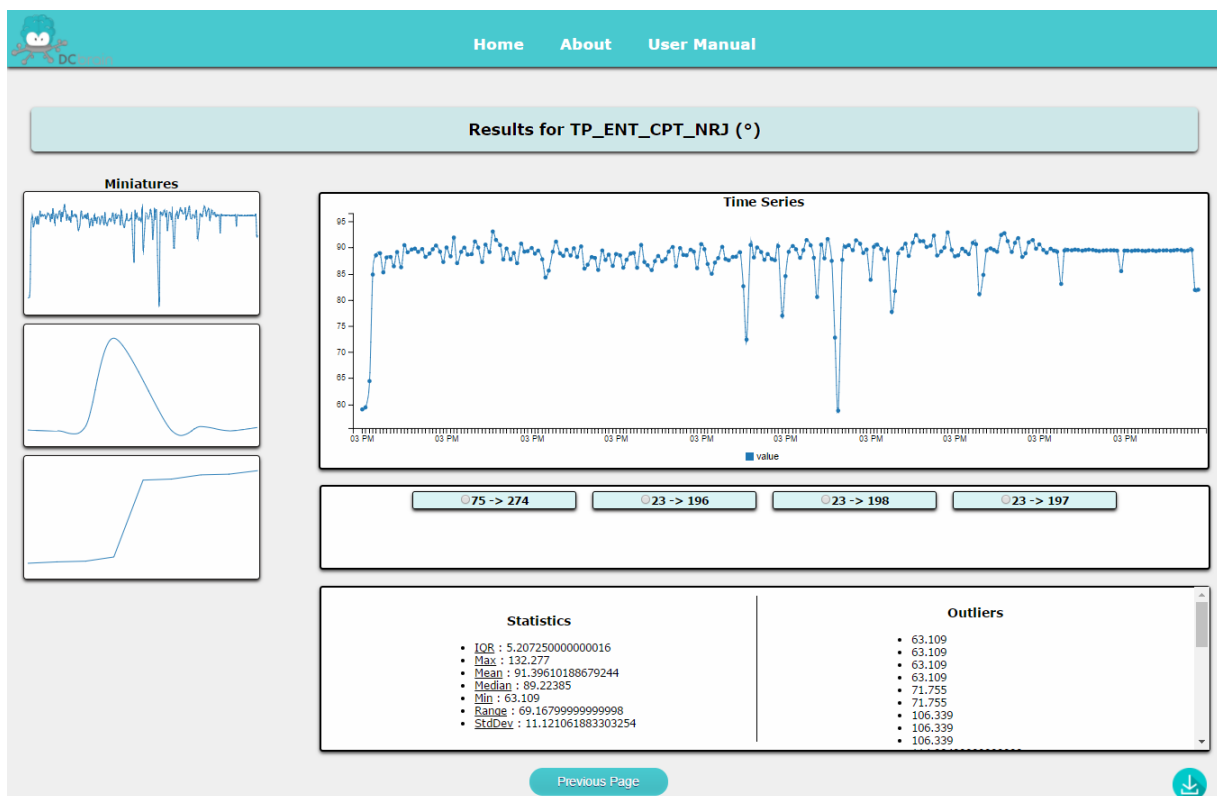 DC
Home About User Manual
Results for TP_ENT_CPT_NRJ (°)
Miniatures
Time Series
95
90
85
80
75
70
65
60
03 PM 03 PM 03 PM 03 PM 03 PM 03 PM 03 PM 03 PM 03 PM 03 PM
value
75 -> 274 23 -> 196 23 -> 198 23 -> 197
Statistics
IQR : 5.207250000000016
Max : 132.277
Mean : 91.39610188679244
Median : 89.22385
Min : 63.109
Range : 69.16799999999998
StdDev : 11.121061883303254
Outliers
63.109
63.109
63.109
63.109
71.755
71.755
106.339
106.339
106.339
Previous Page